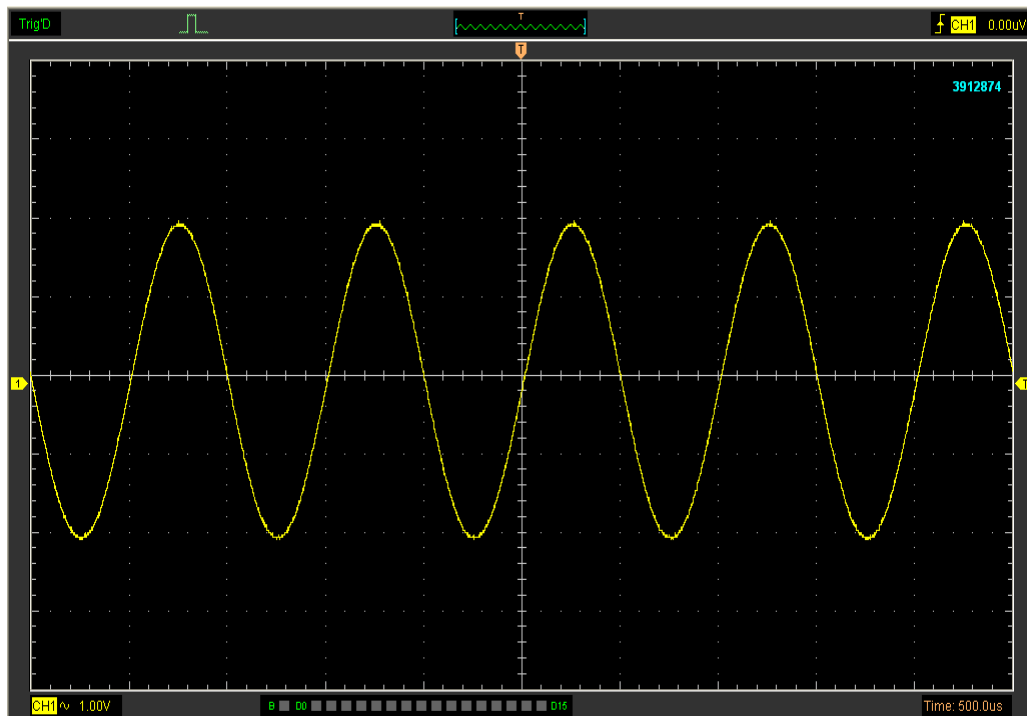 Trig'D
T
CH1 0.00uV
T
3912874
1
T
CH1 1.00V
B D0 D15
Time: 500.0us